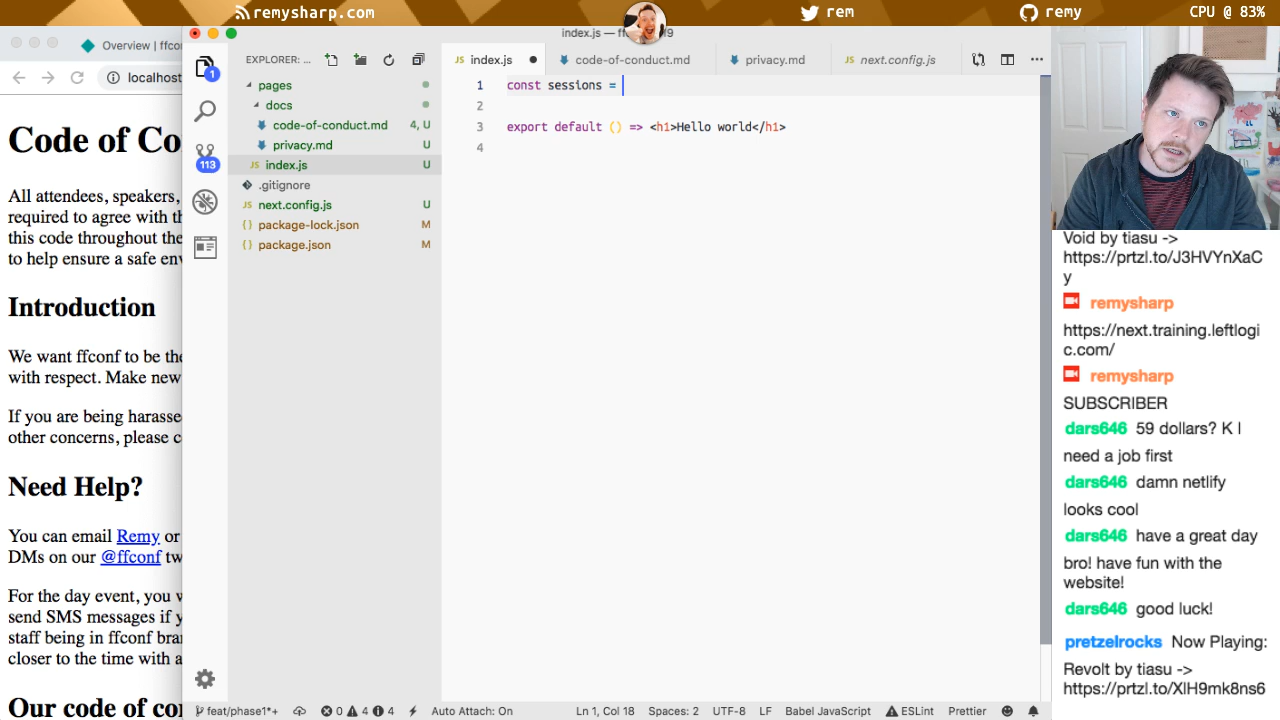 remysharp.com
rem
remy
CPU @ 83%
Overview | ffco
localhost
Code of Co
All attendees, speakers,
required to agree with th
this code throughout the
to help ensure a safe env
Introduction
We want ffconf to be the
with respect. Make new
If you are being harasse
other concerns, please c
Need Help?
You can email Remy or
DMs on our @ffconf tw
For the day event, you w
send SMS messages if y
staff being in ffconf bran
closer to the time with a
Our code of con
index.js — ff
9
EXPLORER: ...
1
113
pages
docs
code-of-conduct.md 4, U
privacy.md U
index.js U
.gitignore
next.config.js U
package-lock.json M
package.json M
JS index.js
code-of-conduct.md
privacy.md
JS next.config.js
1 const sessions =
2
3 export default () => <h1>Hello world</h1>
4
feat/phase1*+
0 4 4
Auto Attach: On
Ln 1, Col 18
Spaces: 2
UTF-8
LF
Babel JavaScript
ESLint
Prettier
Void by tiasu ->
https://prtzl.to/J3HVYnXaC
y
remysharp
https://next.training.leftlogi
c.com/
remysharp
SUBSCRIBER
dars646 59 dollars? K I
need a job first
dars646 damn netlify
looks cool
dars646 have a great day
bro! have fun with the
website!
dars646 good luck!
pretzelrocks Now Playing:
Revolt by tiasu ->
https://prtzl.to/XlH9mk8ns6